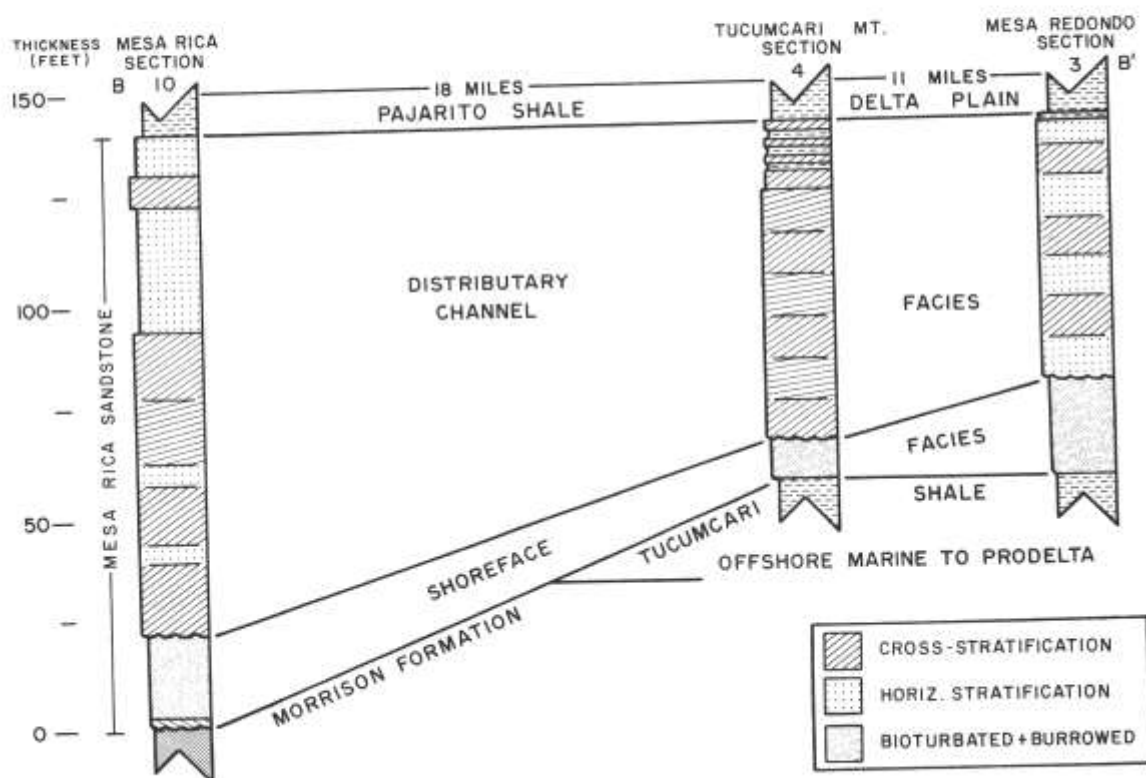 THICKNESS
(FEET)
MESA RICA
SECTION
B 10
TUCUMCARI MT.
SECTION
4
MESA REDONDO
SECTION
3 B'
150
18 MILES
11 MILES
PAJARITO SHALE
DELTA PLAIN
100
DISTRIBUTARY
CHANNEL
FACIES
MESA RICA SANDSTONE
50
SHOREFACE
FACIES
TUCUMCARI
SHALE
MORRISON FORMATION
OFFSHORE MARINE TO PRODELTA
0
CROSS-STRATIFICATION
HORIZ. STRATIFICATION
BIOTURBATED+BURROWED